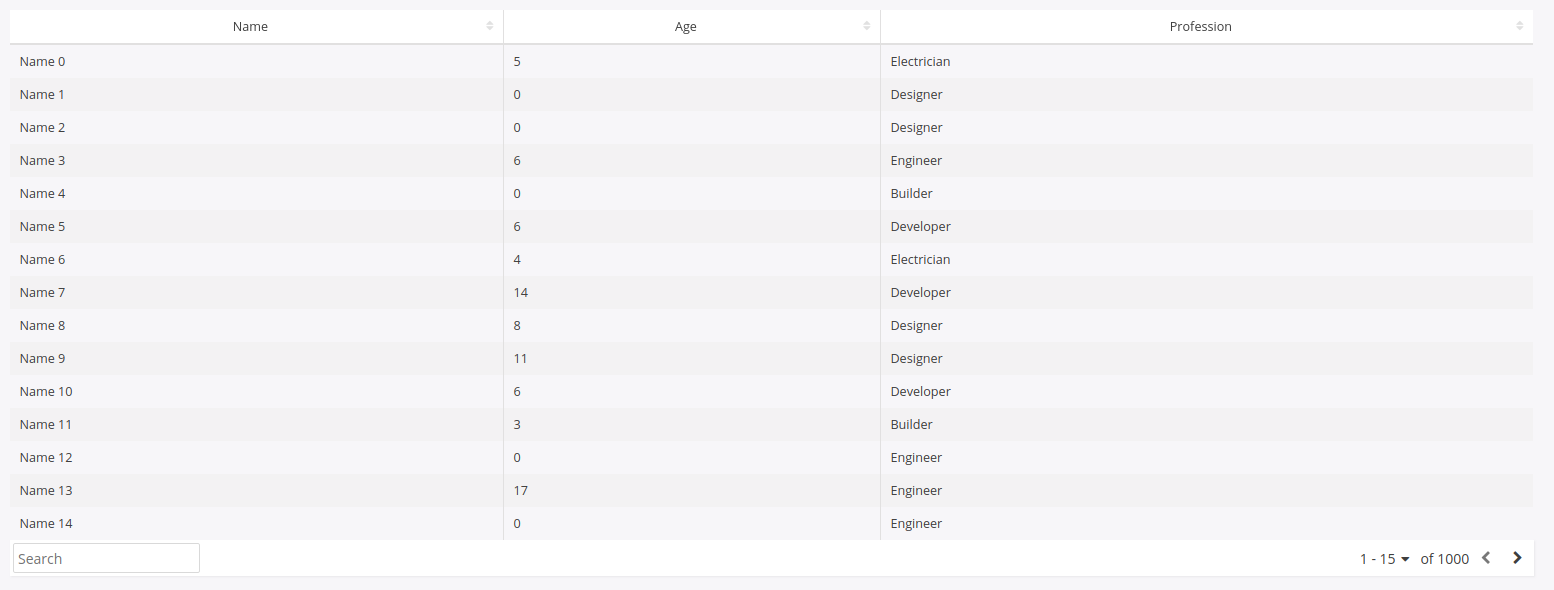 Name Age Profession
Name 0 5 Electrician
Name 1 0 Designer
Name 2 0 Designer
Name 3 6 Engineer
Name 4 0 Builder
Name 5 6 Developer
Name 6 4 Electrician
Name 7 14 Developer
Name 8 8 Designer
Name 9 11 Designer
Name 10 6 Developer
Name 11 3 Builder
Name 12 0 Engineer
Name 13 17 Engineer
Name 14 0 Engineer
Search 1 - 15 of 1000